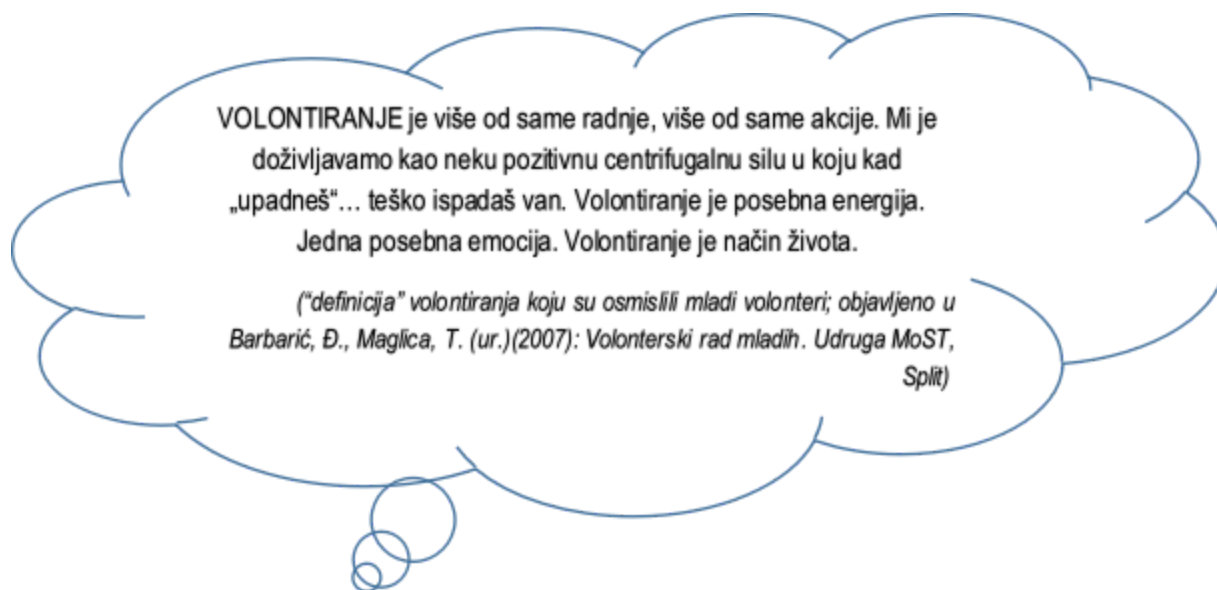 VOLONTIRANJE je više od same radnje, više od same akcije. Mi je
doživljavamo kao neku pozitivnu centrifugalnu silu u koju kad
„upadneš“… teško ispadaš van. Volontiranje je posebna energija.
Jedna posebna emocija. Volontiranje je način života.
(“definicija” volontiranja koju su osmislili mladi volonteri; objavljeno u
Barbarić, Đ., Maglica, T. (ur.)(2007): Volonterski rad mladih. Udruga MoST,
Split)